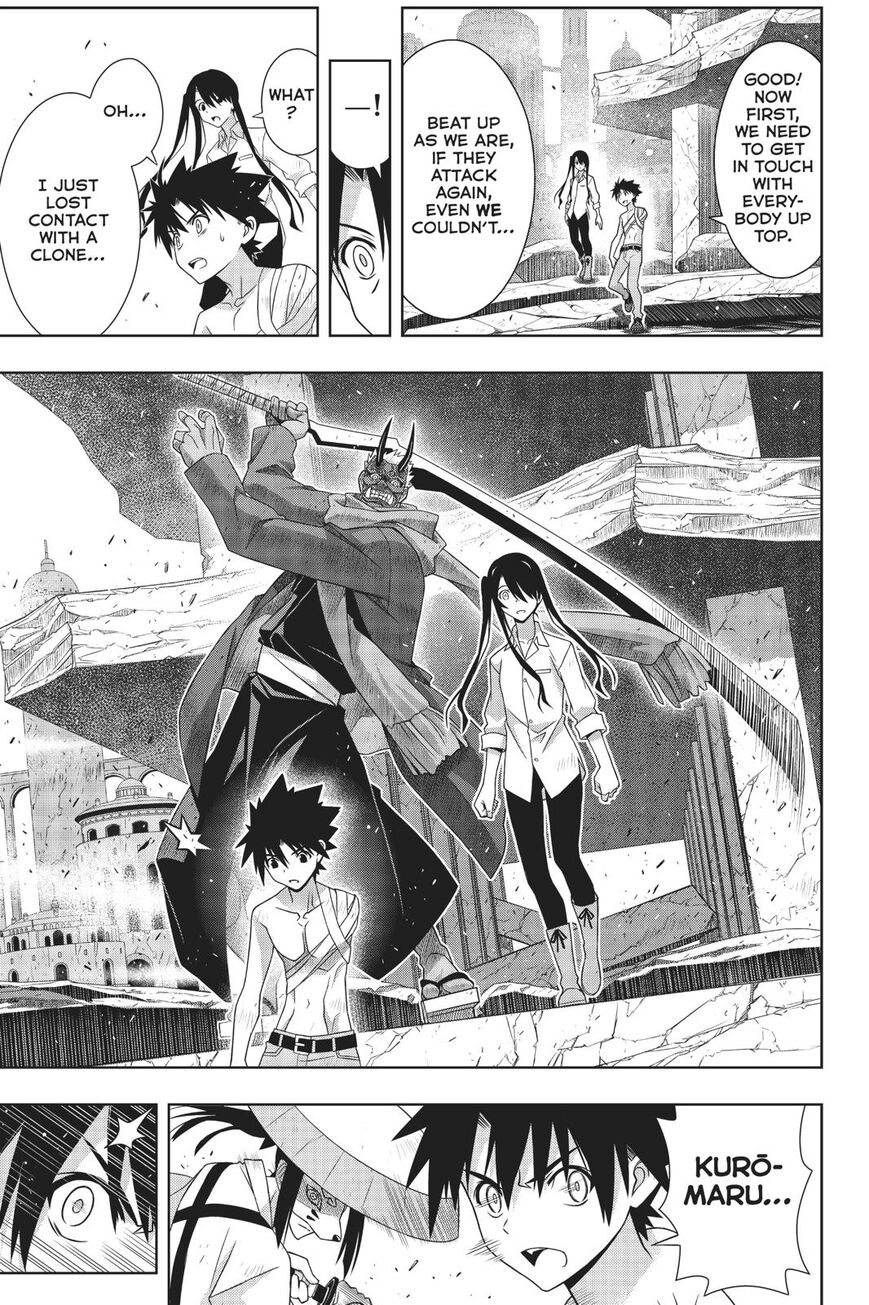 GOOD!
NOW
FIRST,
WE NEED
TO GET
IN TOUCH
WITH
EVERY-
BODY UP
TOP.
BEAT UP
AS WE ARE,
IF THEY
ATTACK
AGAIN,
EVEN WE
COULDN'T...
—!
WHAT
?
OH...
I JUST
LOST
CONTACT
WITH A
CLONE...
KURŌ-
MARU...